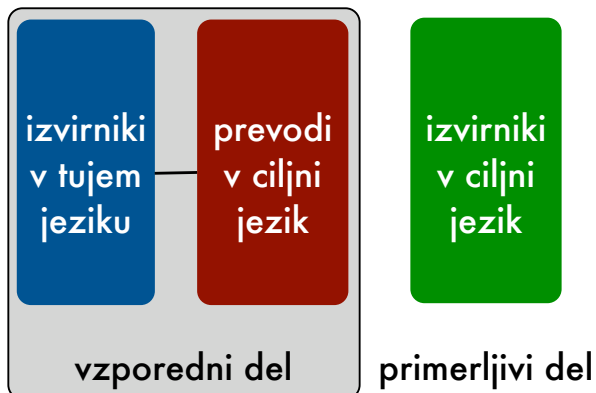 izvirniki
v tujem
jeziku
prevodi
v ciljni
jezik
izvirniki
v ciljni
jezik
vzporedni del
primerljivi del